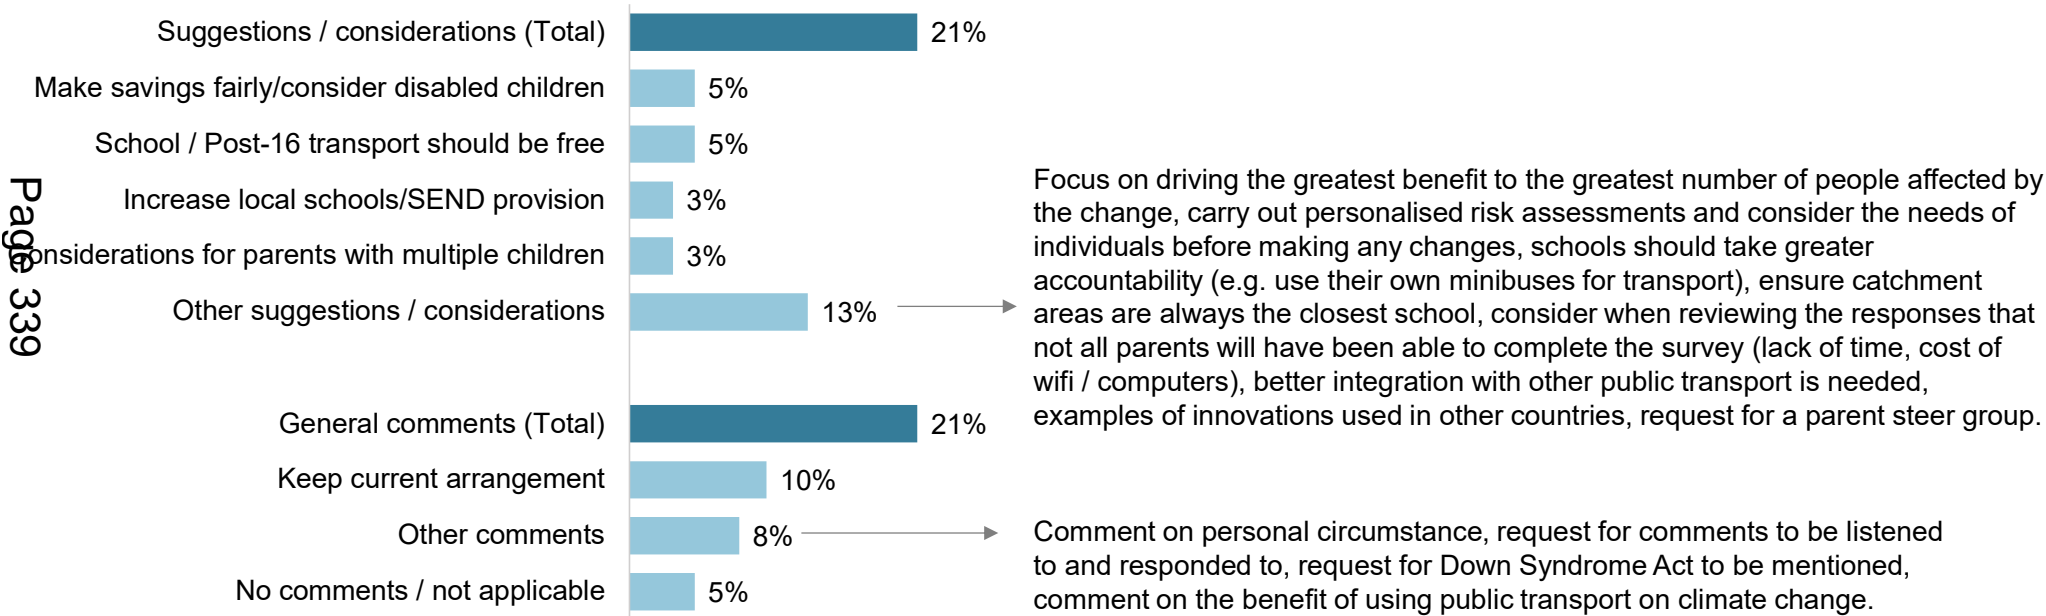 Suggestions / considerations (Total) 21%
Make savings fairly/consider disabled children 5%
School / Post-16 transport should be free 5%
Increase local schools/SEND provision 3%
onsiderations for parents with multiple children 3%
Other suggestions / considerations 13%
Focus on driving the greatest benefit to the greatest number of people affected by
the change, carry out personalised risk assessments and consider the needs of
individuals before making any changes, schools should take greater
accountability (e.g. use their own minibuses for transport), ensure catchment
areas are always the closest school, consider when reviewing the responses that
not all parents will have been able to complete the survey (lack of time, cost of
wifi / computers), better integration with other public transport is needed,
examples of innovations used in other countries, request for a parent steer group.
General comments (Total) 21%
Keep current arrangement 10%
Other comments 8%
Comment on personal circumstance, request for comments to be listened
to and responded to, request for Down Syndrome Act to be mentioned,
comment on the benefit of using public transport on climate change.
No comments / not applicable 5%
Page 339